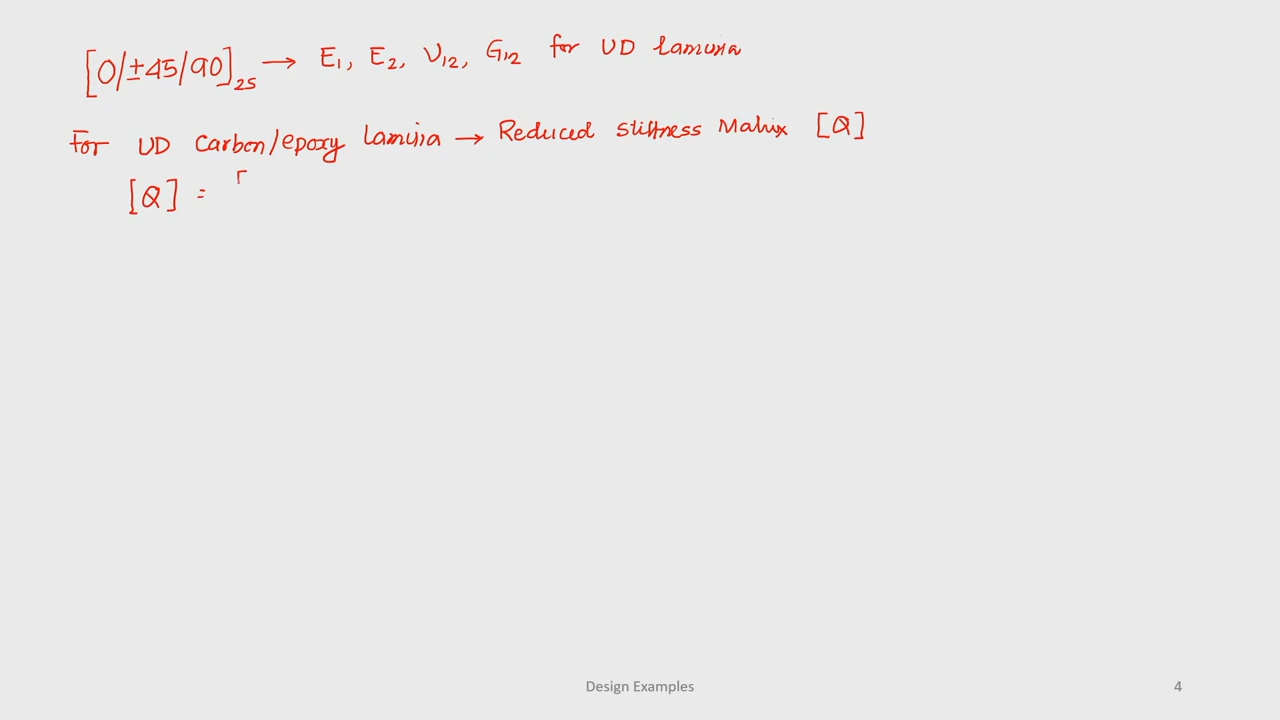 [0/±45/90]2S → E1, E2, ν12, G12 for UD lamina
For UD Carbon/epoxy lamina → Reduced stiffness Matrix [Q]
[Q] = [
Design Examples
4